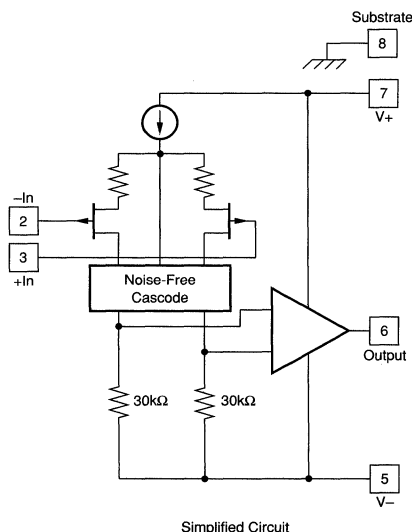 Substrate
8
7
V+
–In
2
3
+In
Noise-Free
Cascode
6
Output
30kΩ
30kΩ
5
V–
Simplified Circuit